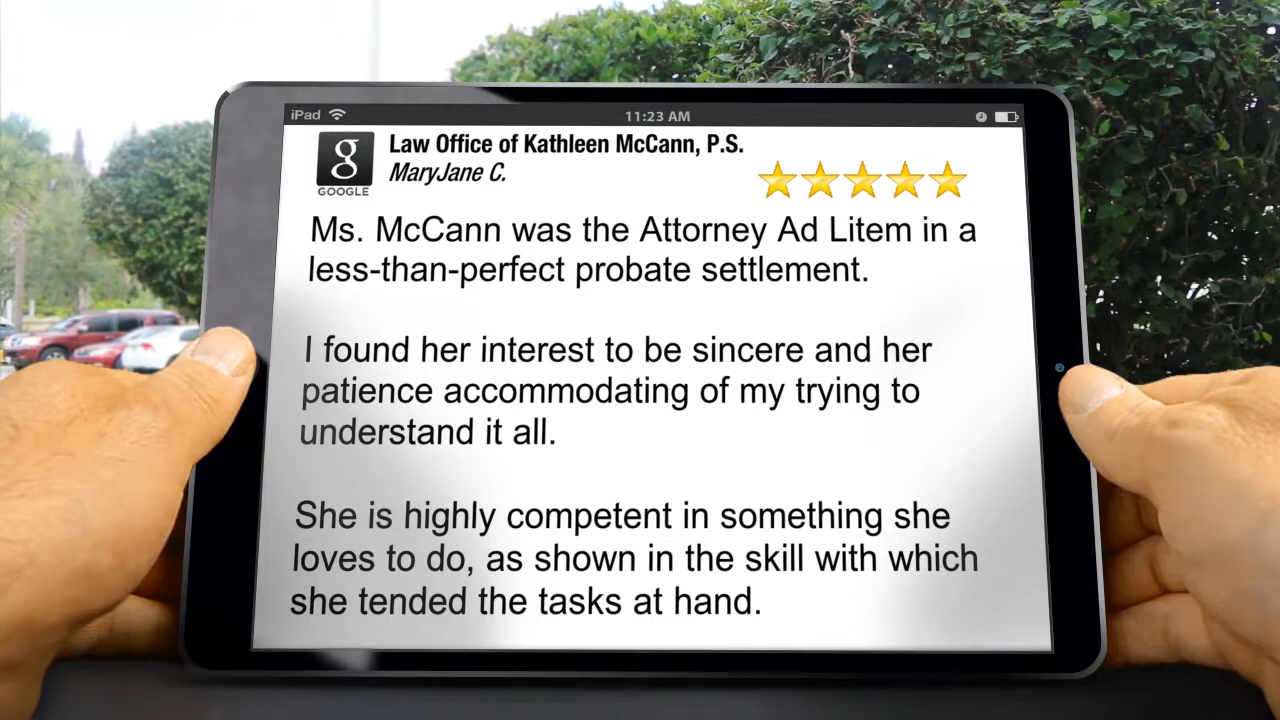 iPad
11:23 AM
g
GOOGLE
Law Office of Kathleen McCann, P.S.
MaryJane C.
Ms. McCann was the Attorney Ad Litem in a
less-than-perfect probate settlement.
I found her interest to be sincere and her
patience accommodating of my trying to
understand it all.
She is highly competent in something she
loves to do, as shown in the skill with which
she tended the tasks at hand.